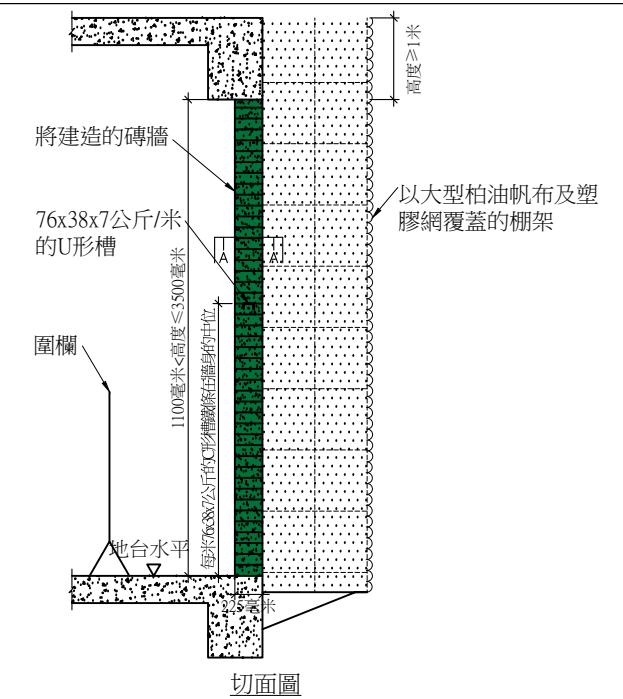 高度≥1米
將建造的磚牆
76x38x7公斤/米
的U形槽
以大型柏油帆布及塑
膠網覆蓋的棚架
A
A
1100毫米<高度≤3500毫米
每米76x38x7公斤的C形槽鐵條在牆身的中位
圍欄
地台水平
225毫米
切面圖